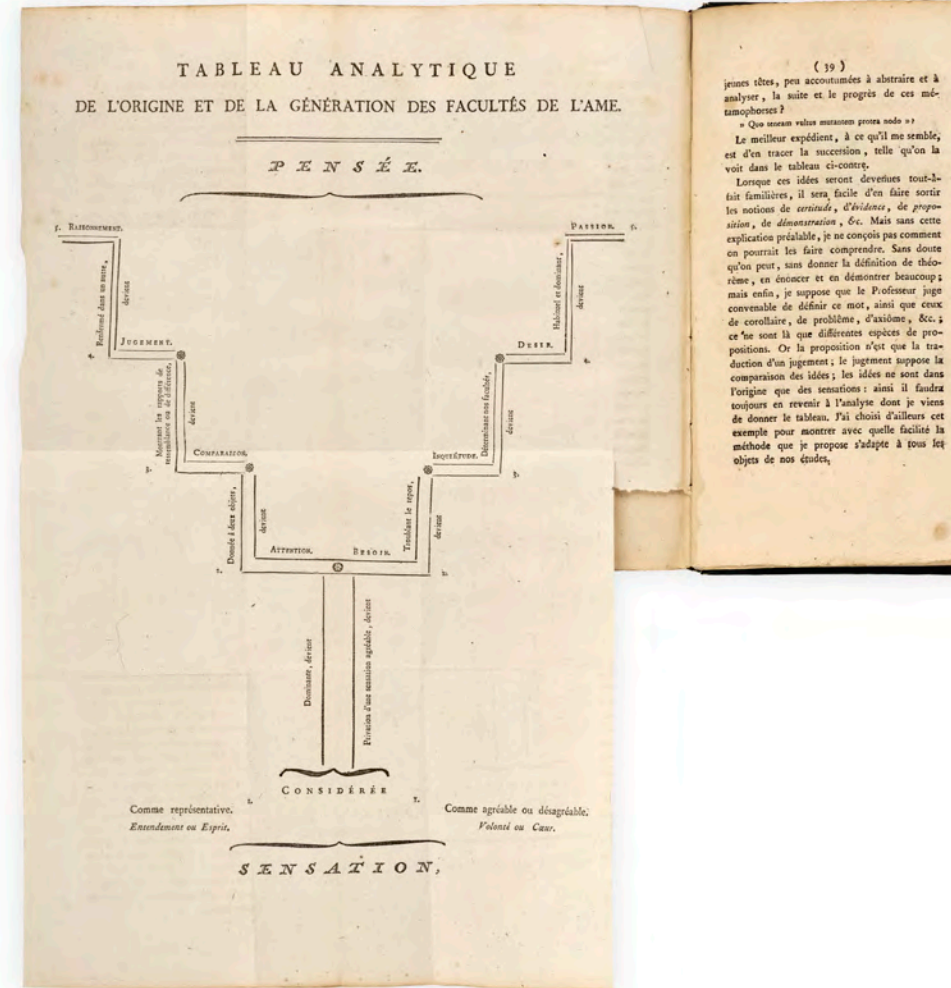 TABLEAU ANALYTIQUE
DE L'ORIGINE ET DE LA GÉNÉRATION DES FACULTÉS DE L'AME.
PENSÉE.
5. RAISONNEMENT.
Renfermé dans un autre,
devient
4.
JUGEMENT.
Montrant les rapports de
ressemblance ou de différence,
devient
3.
COMPARAISON.
Donnée à deux objets,
devient
2.
ATTENTION.
PASSION. 5.
Habituel et dominant,
devient
DESIR.
4.
Déterminant nos facultés,
devient
INQUIÉTUDE.
3.
Troublant le repos,
devient
BESOIN.
2.
Dominante, devient
Privation d'une sensation agréable, devient
CONSIDÉRÉE
1.
1.
Comme représentative.
Entendement ou Esprit.
Comme agréable ou désagréable.
Volonté ou Cœur.
SENSATION,
( 39 )
jeunes têtes, peu accoutumées à abstraire et à
analyser, la suite et le progrès de ces mé-
tamophoses ?
» Quo teneam vultus mutantem protea nodo » ?
Le meilleur expédient, à ce qu'il me semble,
est d'en tracer la succession, telle qu'on la
voit dans le tableau ci-contre.
Lorsque ces idées seront devenues tout-à-
fait familières, il sera facile d'en faire sortir
les notions de certitude, d'évidence, de propo-
sition, de démonstration, &c. Mais sans cette
explication préalable, je ne conçois pas comment
on pourrait les faire comprendre. Sans doute
qu'on peut, sans donner la définition de théo-
rême, en énoncer et en démontrer beaucoup ;
mais enfin, je suppose que le Professeur juge
convenable de définir ce mot, ainsi que ceux
de corollaire, de problême, d'axiôme, &c. ;
ce ne sont là que différentes espèces de pro-
positions. Or la proposition n'est que la tra-
duction d'un jugement ; le jugement suppose la
comparaison des idées ; les idées ne sont dans
l'origine que des sensations : ainsi il faudra
toujours en revenir à l'analyse dont je viens
de donner le tableau. J'ai choisi d'ailleurs cet
exemple pour montrer avec quelle facilité la
méthode que je propose s'adapte à tous les
objets de nos études,